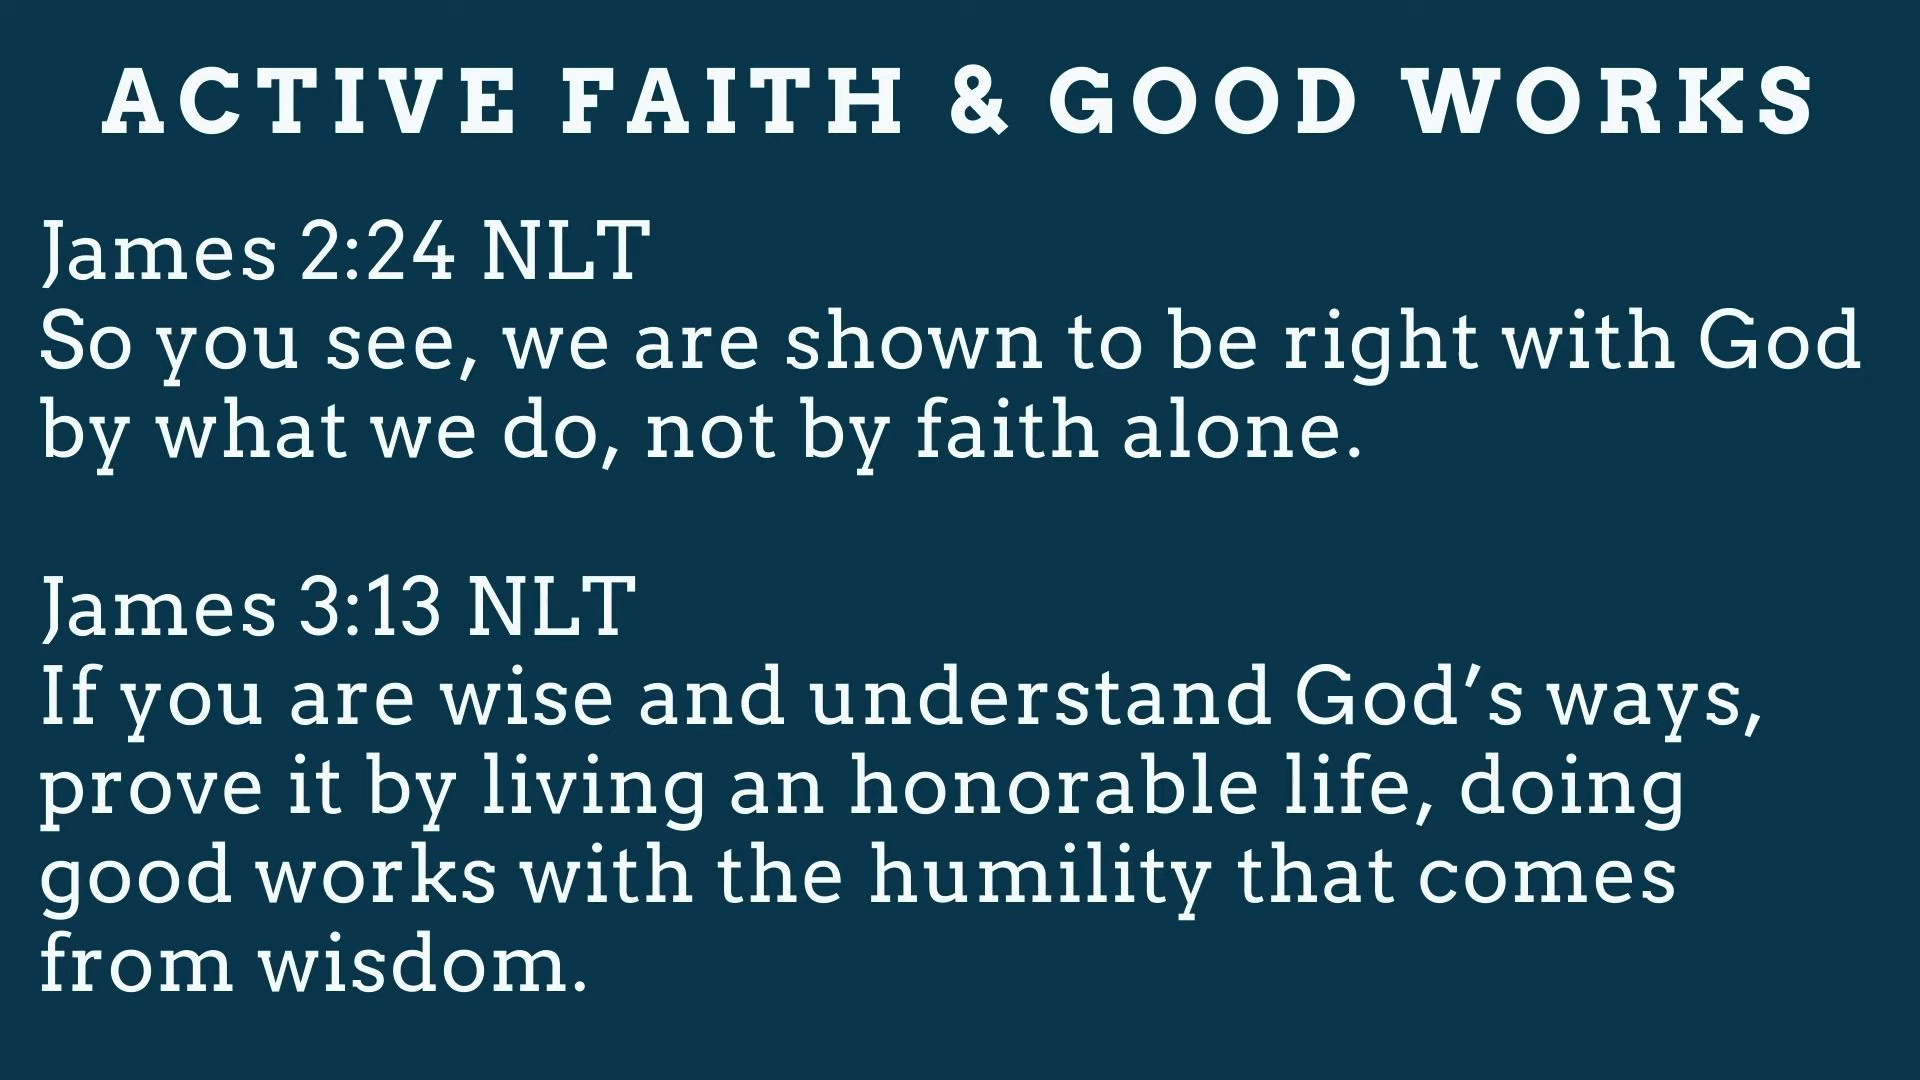 ACTIVE FAITH & GOOD WORKS
James 2:24 NLT
So you see, we are shown to be right with God
by what we do, not by faith alone.
James 3:13 NLT
If you are wise and understand God’s ways,
prove it by living an honorable life, doing
good works with the humility that comes
from wisdom.